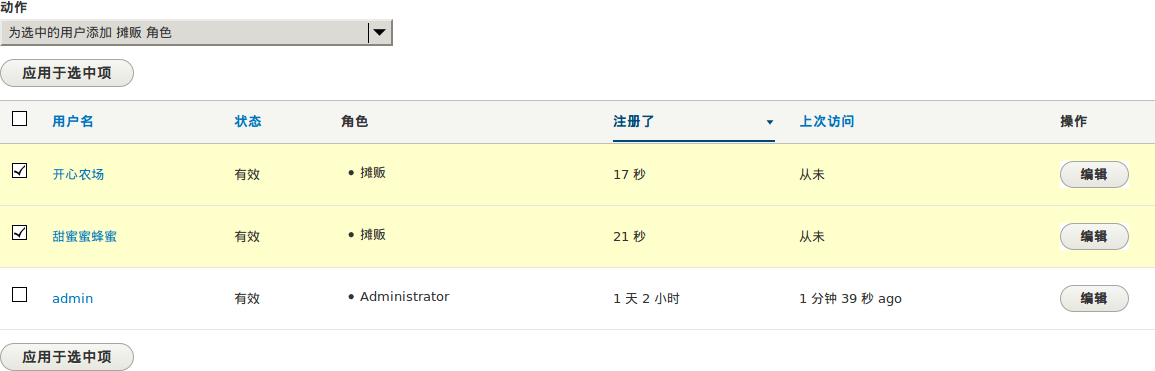 动作
为选中的用户添加 摊贩 角色
应用于选中项
用户名 状态 角色 注册了 上次访问 操作
开心农场 有效 • 摊贩 17 秒 从未 编辑
甜蜜蜜蜂蜜 有效 • 摊贩 21 秒 从未 编辑
admin 有效 • Administrator 1 天 2 小时 1 分钟 39 秒 ago 编辑
应用于选中项